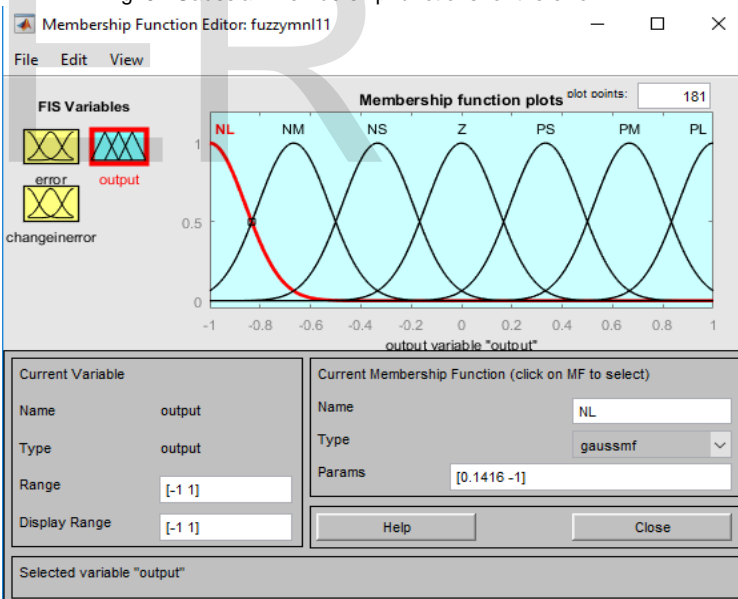 Membership Function Editor: fuzzymnl11
File Edit View
FIS Variables
error
output
changeinerror
Membership function plots
plot points:
181
NL NM NS Z PS PM PL
1
0.5
0
-1 -0.8 -0.6 -0.4 -0.2 0 0.2 0.4 0.6 0.8 1
output variable "output"
Current Variable
Name output
Type output
Range [-1 1]
Display Range [-1 1]
Current Membership Function (click on MF to select)
Name NL
Type gaussmf
Params [0.1416 -1]
Help Close
Selected variable "output"